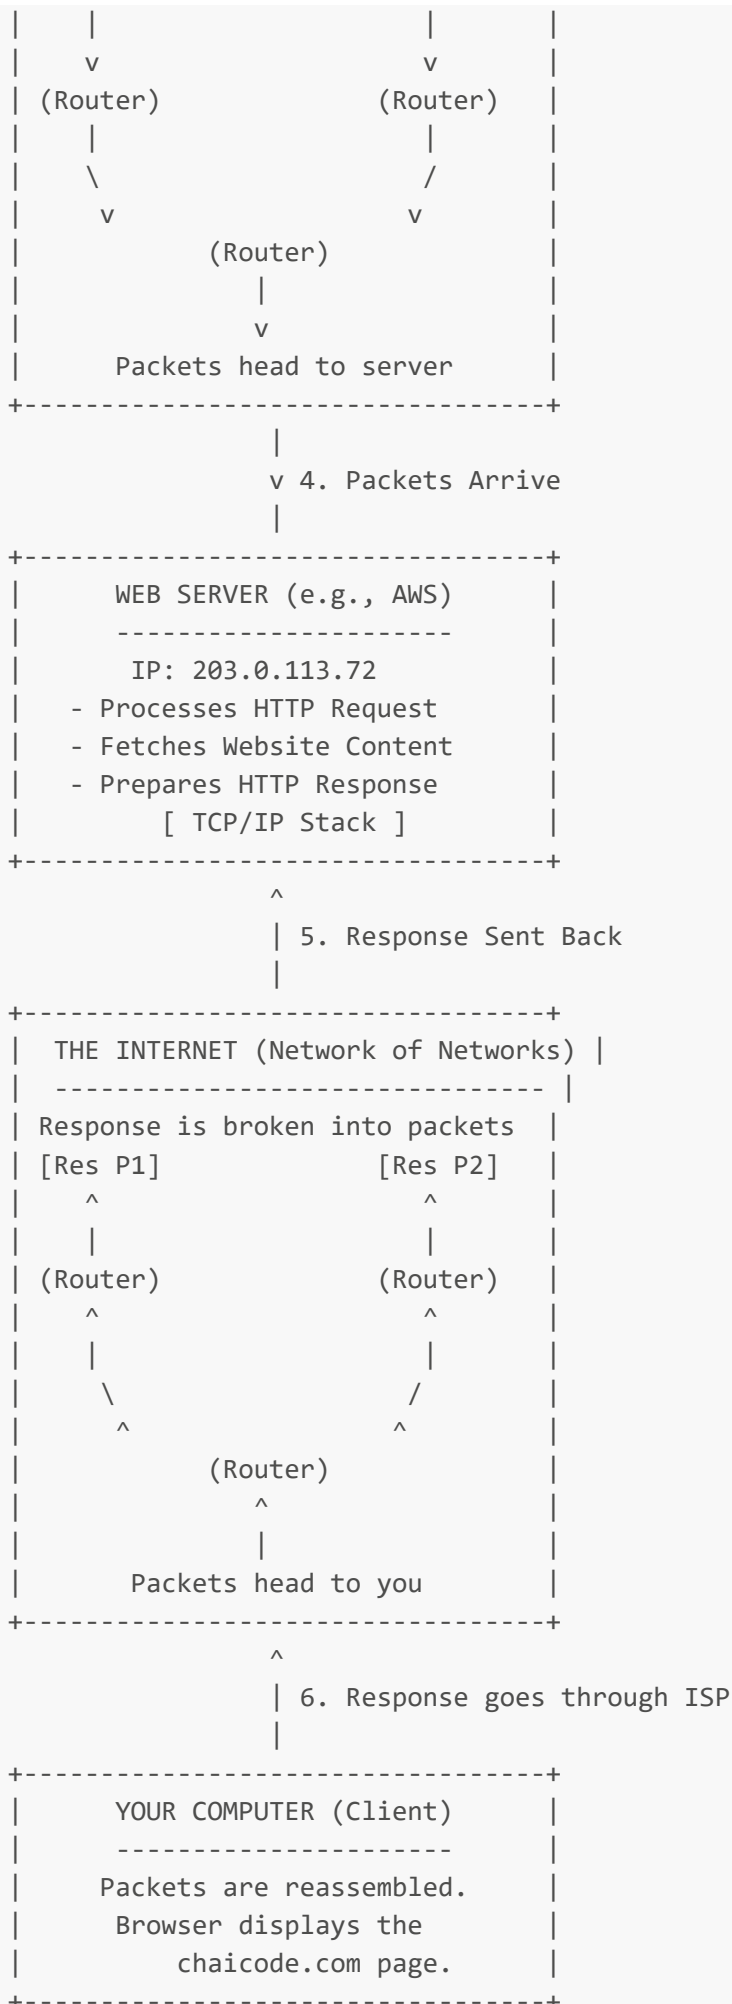 |    |                      |       |
|    v                      v       |
| (Router)              (Router)   |
|    |                      |       |
|    \                      /       |
|     v                    v        |
|            (Router)               |
|               |                   |
|               v                   |
|      Packets head to server       |
+----------------------------------+
                 |
                 v 4. Packets Arrive
                 |
+----------------------------------+
|      WEB SERVER (e.g., AWS)      |
|      ----------------------      |
|       IP: 203.0.113.72           |
|   - Processes HTTP Request       |
|   - Fetches Website Content      |
|   - Prepares HTTP Response       |
|         [ TCP/IP Stack ]         |
+----------------------------------+
                 ^
                 | 5. Response Sent Back
                 |
+----------------------------------+
|  THE INTERNET (Network of Networks) |
|  -------------------------------- |
| Response is broken into packets  |
| [Res P1]              [Res P2]   |
|    ^                     ^       |
|    |                     |       |
| (Router)              (Router)   |
|    ^                     ^       |
|    |                     |       |
|     \                   /        |
|      ^                 ^         |
|            (Router)              |
|               ^                  |
|               |                  |
|       Packets head to you        |
+----------------------------------+
                 ^
                 | 6. Response goes through ISP
                 |
+----------------------------------+
|      YOUR COMPUTER (Client)      |
|      ----------------------      |
|     Packets are reassembled.     |
|      Browser displays the        |
|          chaicode.com page.      |
+----------------------------------+